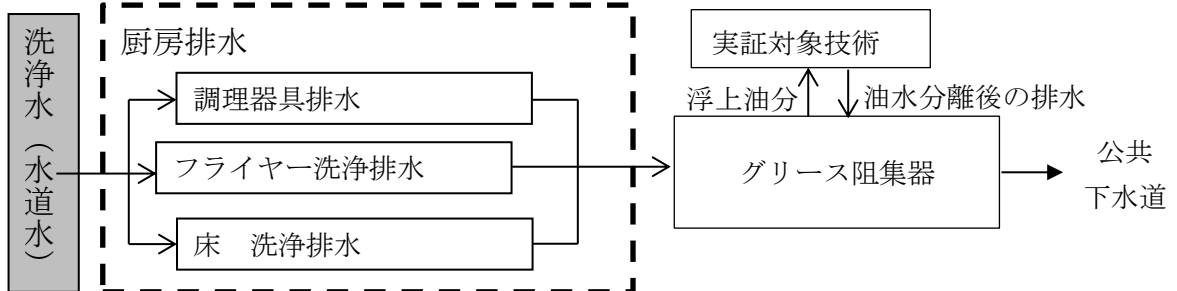 洗浄水（水道水）
厨房排水
調理器具排水
フライヤー洗浄排水
床　洗浄排水
実証対象技術
浮上油分
油水分離後の排水
グリース阻集器
公共
下水道